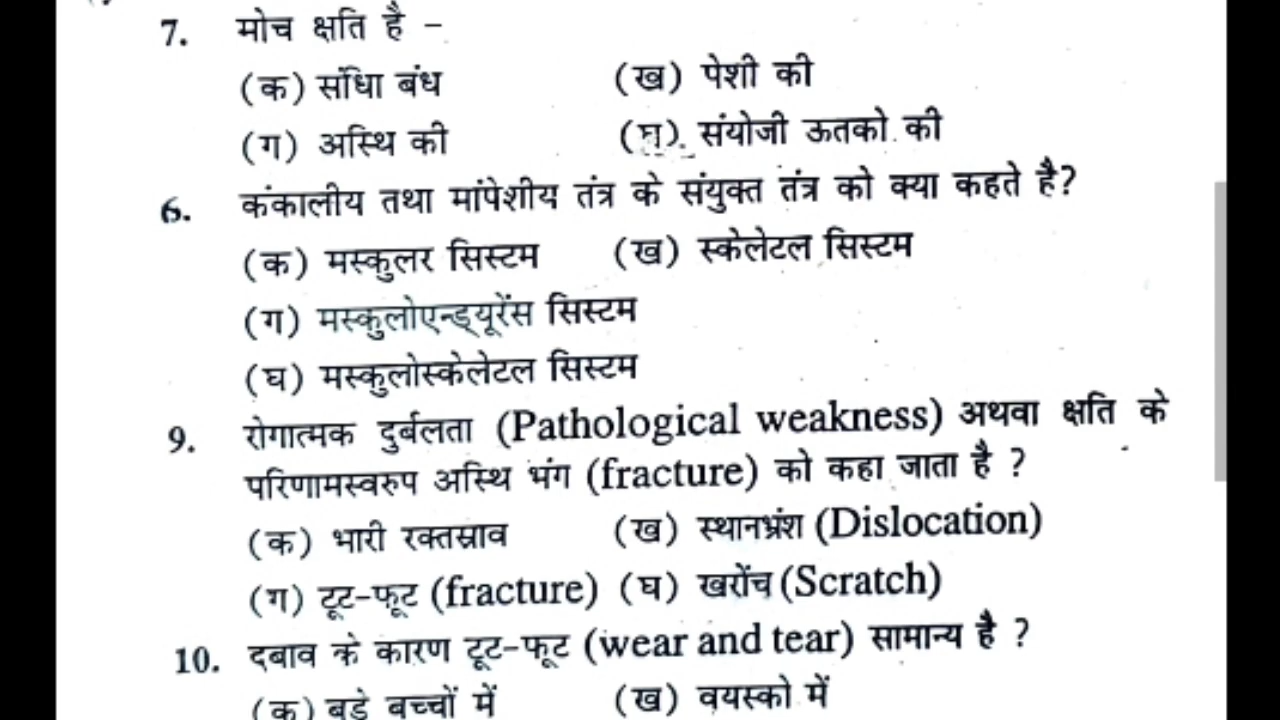 7. मोच क्षति है -
(क) संधिा बंध (ख) पेशी की
(ग) अस्थि की (घ) संयोजी ऊतको की
6. कंकालीय तथा मांपेशीय तंत्र के संयुक्त तंत्र को क्या कहते है?
(क) मस्कुलर सिस्टम (ख) स्केलेटल सिस्टम
(ग) मस्कुलोएन्ड्यूरेंस सिस्टम
(घ) मस्कुलोस्केलेटल सिस्टम
9. रोगात्मक दुर्बलता (Pathological weakness) अथवा क्षति के
परिणामस्वरुप अस्थि भंग (fracture) को कहा जाता है ?
(क) भारी रक्तस्राव (ख) स्थानभ्रंश (Dislocation)
(ग) टूट-फूट (fracture) (घ) खरोंच (Scratch)
10. दबाव के कारण टूट-फूट (wear and tear) सामान्य है ?
(क) बड़े बच्चों में (ख) वयस्को में